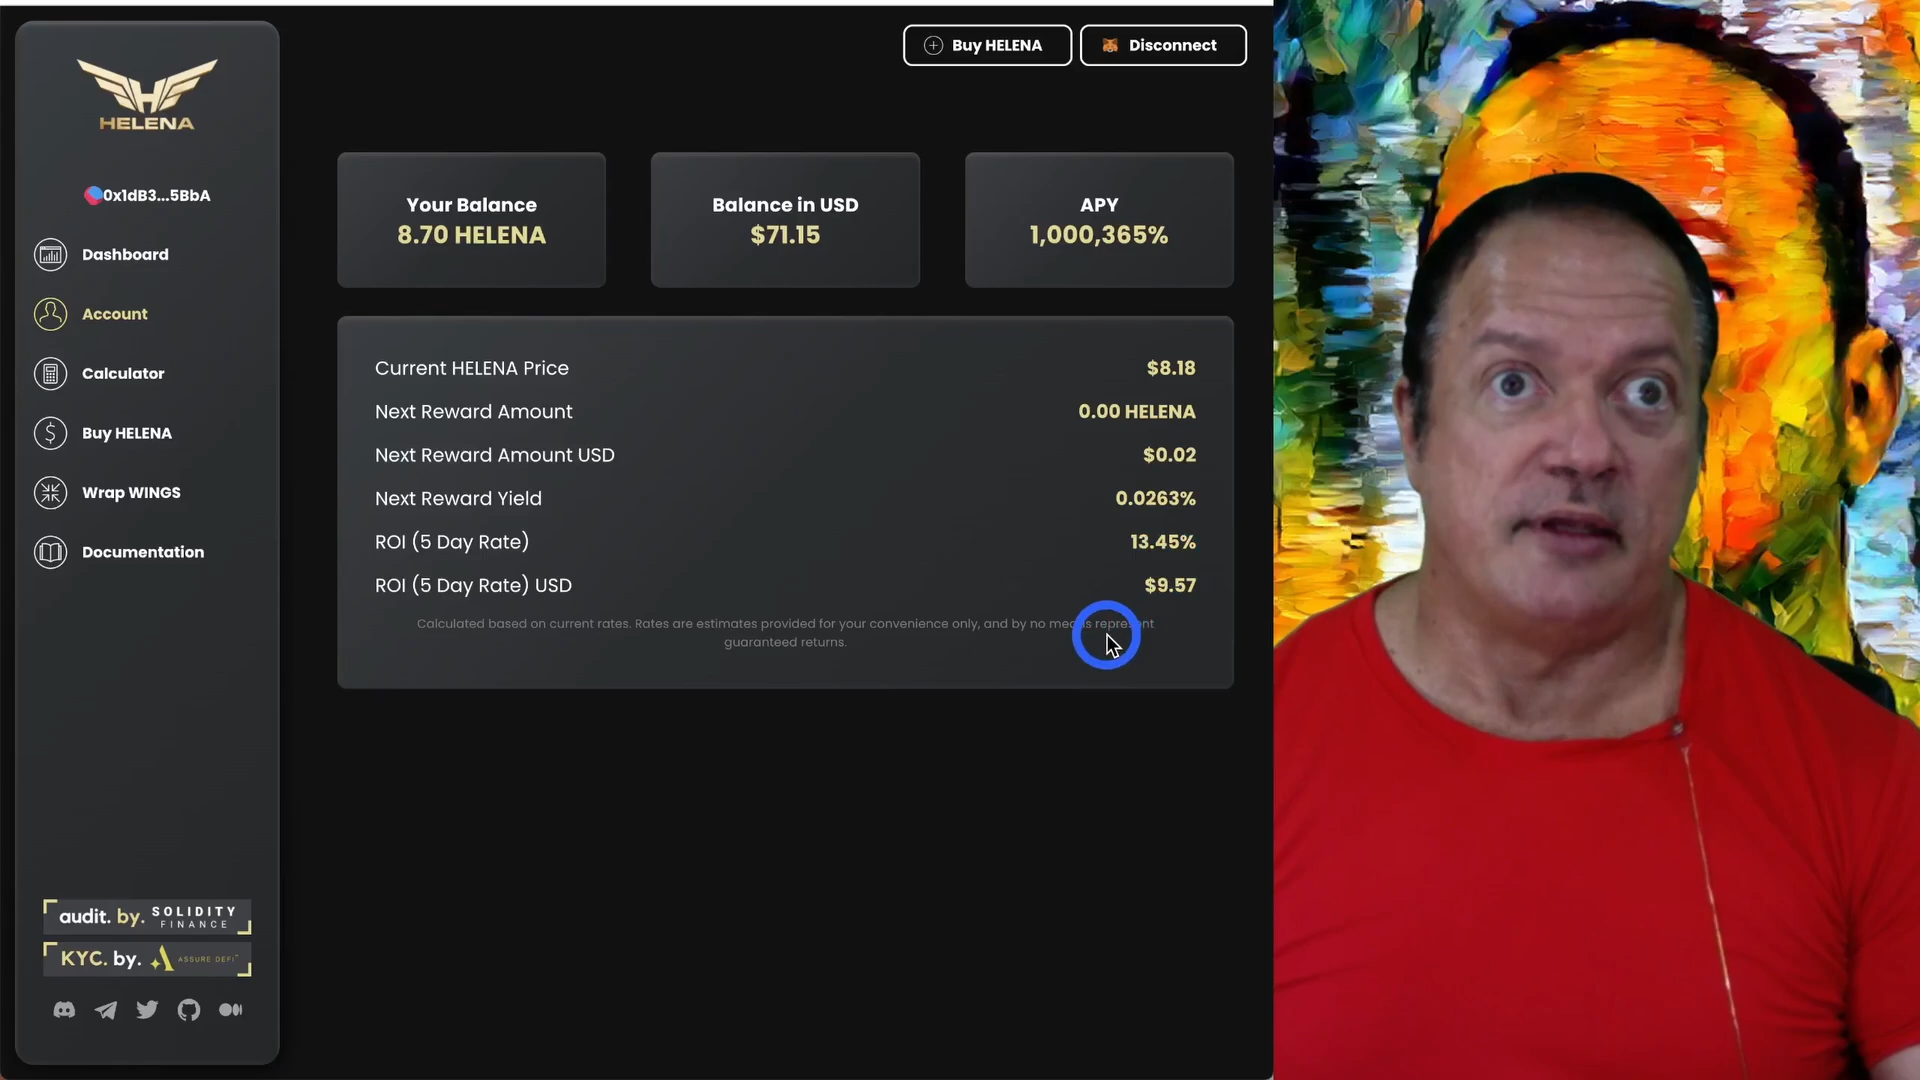 HELENA
0x1dB3...5BbA
Dashboard
Account
Calculator
Buy HELENA
Wrap WINGS
Documentation
audit. by. SOLIDITY FINANCE
KYC. by. ASSURE DEFI
Buy HELENA
Disconnect
Your Balance
8.70 HELENA
Balance in USD
$71.15
APY
1,000,365%
Current HELENA Price $8.18
Next Reward Amount 0.00 HELENA
Next Reward Amount USD $0.02
Next Reward Yield 0.0263%
ROI (5 Day Rate) 13.45%
ROI (5 Day Rate) USD $9.57
Calculated based on current rates. Rates are estimates provided for your convenience only, and by no means represent
guaranteed returns.